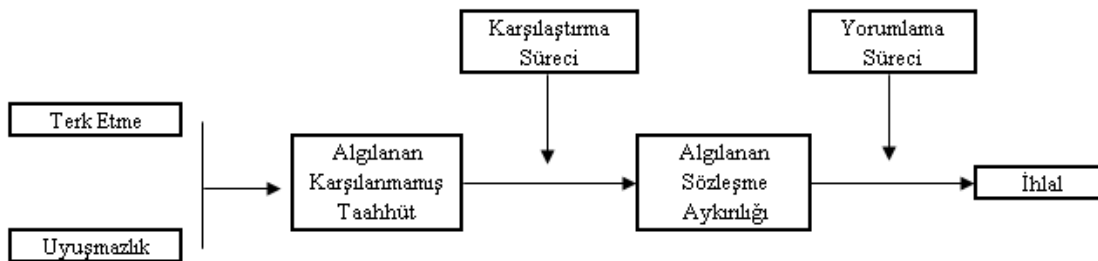 Karşılaştırma
Süreci
Yorumlama
Süreci
Terk Etme
Algılanan
Karşılanmamış
Taahhüt
Algılanan
Sözleşme
Aykırılığı
İhlal
Uyuşmazlık